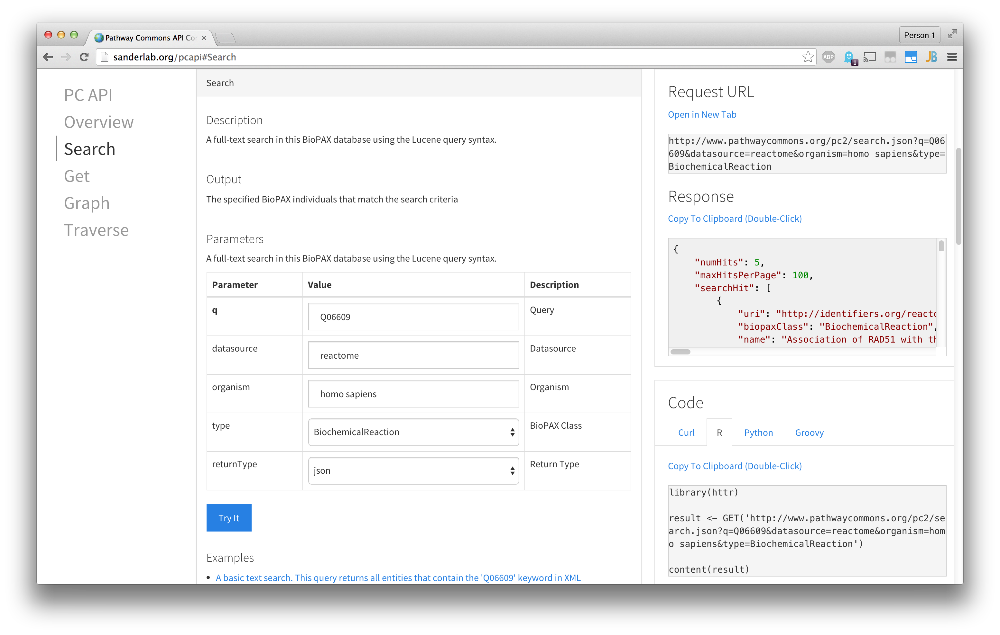 Pathway Commons API Co
Person 1
sanderlab.org/pcapi#Search
ABP
1
JB
PC API
Overview
Search
Get
Graph
Traverse
Search
Description
A full-text search in this BioPAX database using the Lucene query syntax.
Output
The specified BioPAX individuals that match the search criteria
Parameters
A full-text search in this BioPAX database using the Lucene query syntax.
Parameter Value Description
q Q06609 Query
datasource reactome Datasource
organism homo sapiens Organism
type BiochemicalReaction BioPAX Class
returnType json Return Type
Try It
Examples
• A basic text search. This query returns all entities that contain the 'Q06609' keyword in XML
Request URL
Open in New Tab
http://www.pathwaycommons.org/pc2/search.json?q=Q06
609&datasource=reactome&organism=homo sapiens&type=
BiochemicalReaction
Response
Copy To Clipboard (Double-Click)
{
"numHits": 5,
"maxHitsPerPage": 100,
"searchHit": [
{
"uri": "http://identifiers.org/reacto
"biopaxClass": "BiochemicalReaction",
"name": "Association of RAD51 with th
Code
Curl R Python Groovy
Copy To Clipboard (Double-Click)
library(httr)
result <- GET('http://www.pathwaycommons.org/pc2/se
arch.json?q=Q06609&datasource=reactome&organism=hom
o sapiens&type=BiochemicalReaction')
content(result)